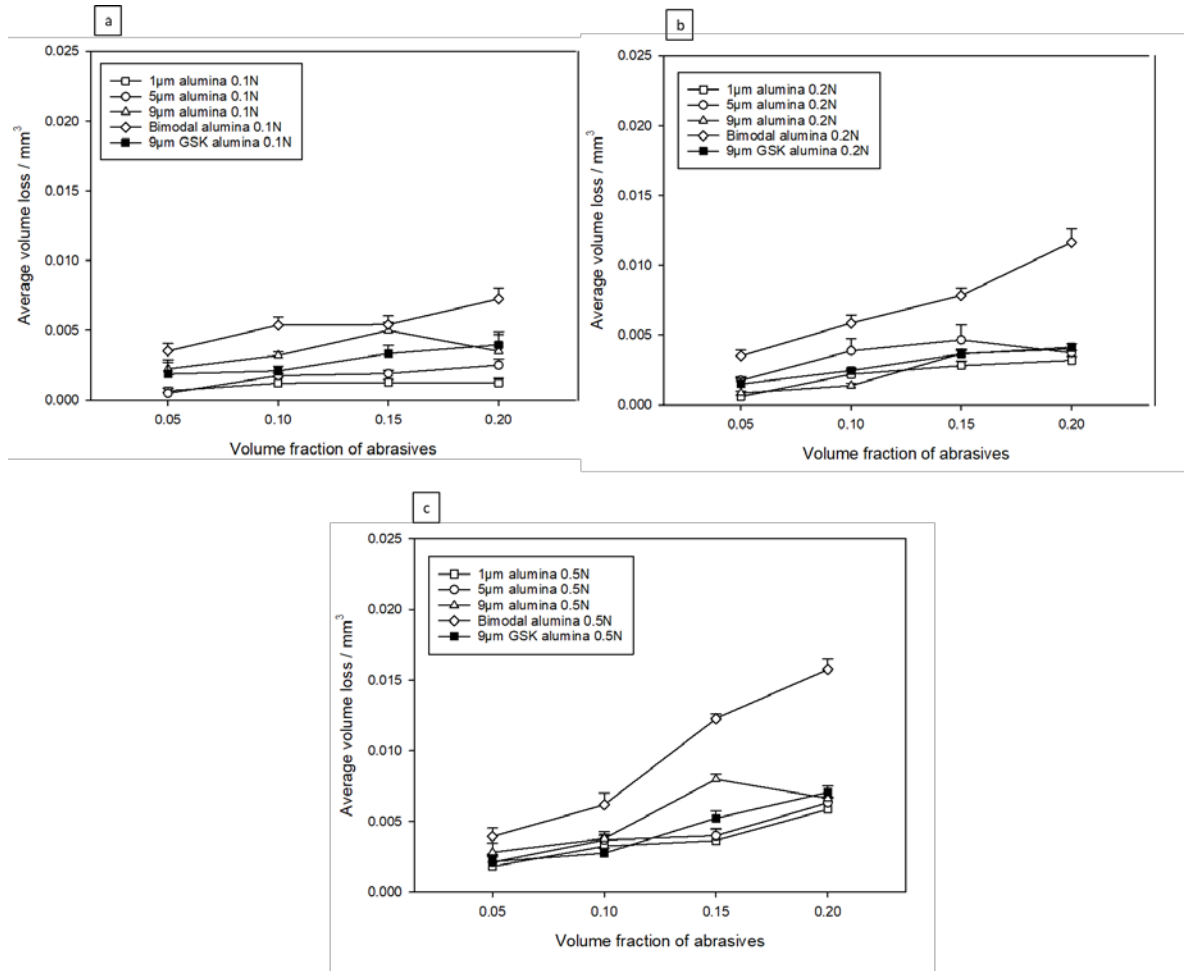 a
0.025
0.020
0.015
0.010
0.005
0.000
Average volume loss / mm³
1µm alumina 0.1N
5µm alumina 0.1N
9µm alumina 0.1N
Bimodal alumina 0.1N
9µm GSK alumina 0.1N
0.05 0.10 0.15 0.20
Volume fraction of abrasives
b
0.025
0.020
0.015
0.010
0.005
0.000
Average volume loss / mm³
1µm alumina 0.2N
5µm alumina 0.2N
9µm alumina 0.2N
Bimodal alumina 0.2N
9µm GSK alumina 0.2N
0.05 0.10 0.15 0.20
Volume fraction of abrasives
c
0.025
0.020
0.015
0.010
0.005
0.000
Average volume loss / mm³
1µm alumina 0.5N
5µm alumina 0.5N
9µm alumina 0.5N
Bimodal alumina 0.5N
9µm GSK alumina 0.5N
0.05 0.10 0.15 0.20
Volume fraction of abrasives